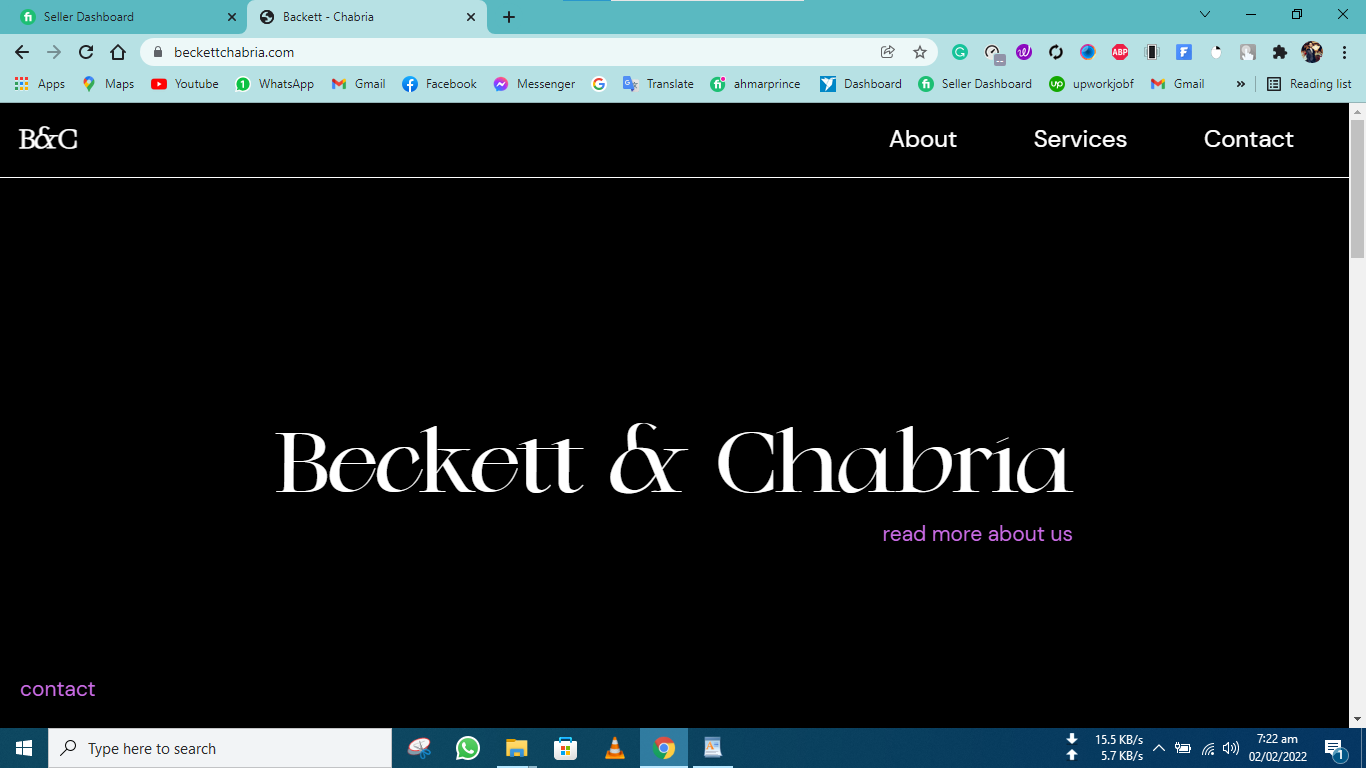 Seller Dashboard
Backett - Chabria
beckettchabria.com
ABP
Apps
Maps
Youtube
WhatsApp
Gmail
Facebook
Messenger
Translate
ahmarprince
Dashboard
Seller Dashboard
upworkjobf
Gmail
»
Reading list
B&C
About
Services
Contact
Beckett & Chabria
read more about us
contact
Type here to search
15.5 KB/s
5.7 KB/s
7:22 am
02/02/2022
1